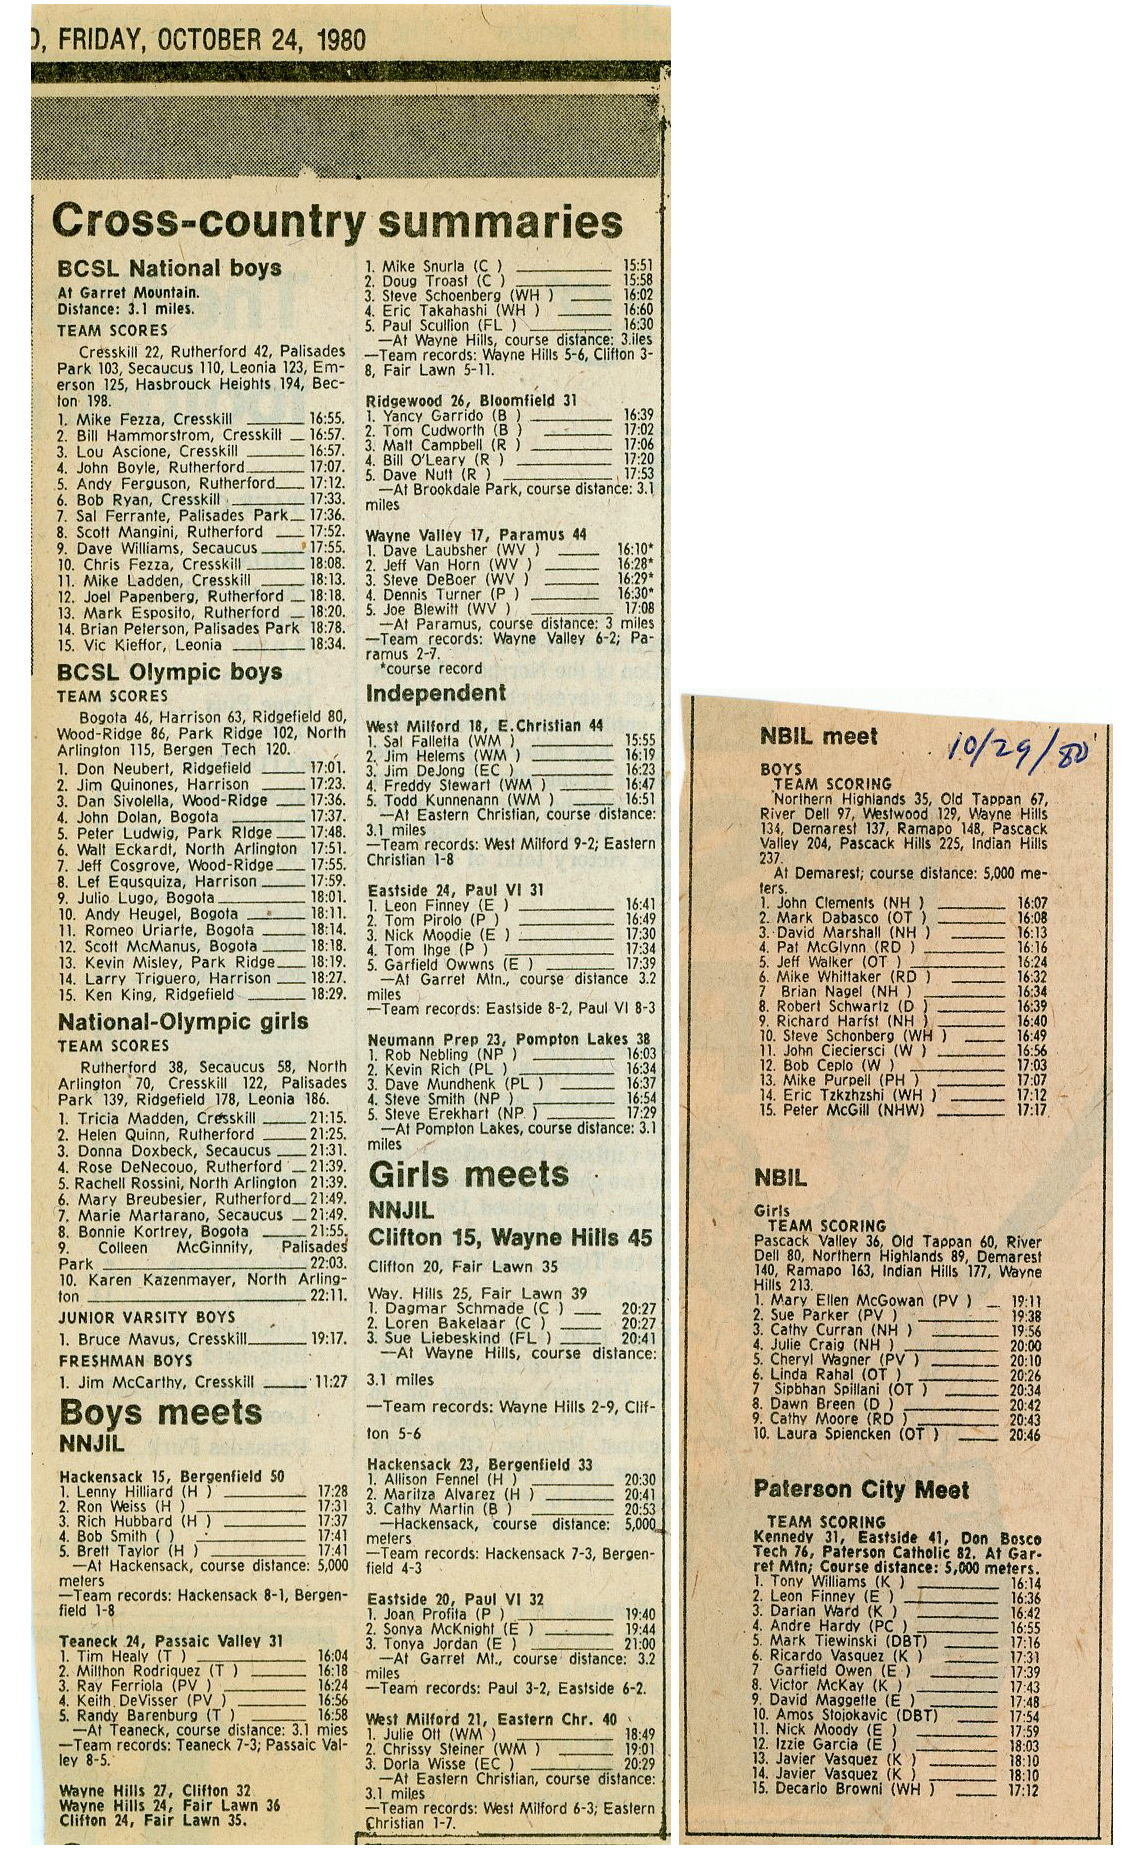 D, FRIDAY, OCTOBER 24, 1980
Cross-country summaries
BCSL National boys
At Garret Mountain.
Distance: 3.1 miles.
TEAM SCORES
Cresskill 22, Rutherford 42, Palisades
Park 103, Secaucus 110, Leonia 123, Em-
erson 125, Hasbrouck Heights 194, Bec-
ton 198.
1. Mike Fezza, Cresskill 16:55.
2. Bill Hammorstrom, Cresskill 16:57.
3. Lou Ascione, Cresskill 16:57.
4. John Boyle, Rutherford 17:07.
5. Andy Ferguson, Rutherford 17:12.
6. Bob Ryan, Cresskill 17:33.
7. Sal Ferrante, Palisades Park 17:36.
8. Scott Mangini, Rutherford 17:52.
9. Dave Williams, Secaucus 17:55.
10. Chris Fezza, Cresskill 18:08.
11. Mike Ladden, Cresskill 18:13.
12. Joel Papenberg, Rutherford 18:18.
13. Mark Esposito, Rutherford 18:20.
14. Brian Peterson, Palisades Park 18:78.
15. Vic Kieffor, Leonia 18:34.
BCSL Olympic boys
TEAM SCORES
Bogota 46, Harrison 63, Ridgefield 80,
Wood-Ridge 86, Park Ridge 102, North
Arlington 115, Bergen Tech 120.
1. Don Neubert, Ridgefield 17:01.
2. Jim Quinones, Harrison 17:23.
3. Dan Sivolella, Wood-Ridge 17:36.
4. John Dolan, Bogota 17:37.
5. Peter Ludwig, Park RIdge 17:48.
6. Walt Eckardt, North Arlington 17:51.
7. Jeff Cosgrove, Wood-Ridge 17:55.
8. Lef Equsquiza, Harrison 17:59.
9. Julio Lugo, Bogota 18:01.
10. Andy Heugel, Bogota 18:11.
11. Romeo Uriarte, Bogota 18:14.
12. Scott McManus, Bogota 18:18.
13. Kevin Misley, Park Ridge 18:19.
14. Larry Triguero, Harrison 18:27.
15. Ken King, Ridgefield 18:29.
National-Olympic girls
TEAM SCORES
Rutherford 38, Secaucus 58, North
Arlington 70, Cresskill 122, Palisades
Park 139, Ridgefield 178, Leonia 186.
1. Tricia Madden, Cresskill 21:15.
2. Helen Quinn, Rutherford 21:25.
3. Donna Doxbeck, Secaucus 21:31.
4. Rose DeNecouo, Rutherford 21:39.
5. Rachell Rossini, North Arlington 21:39.
6. Mary Breubesier, Rutherford 21:49.
7. Marie Martarano, Secaucus 21:49.
8. Bonnie Kortrey, Bogota 21:55.
9. Colleen McGinnity, Palisades
Park 22:03.
10. Karen Kazenmayer, North Arling-
ton 22:11.
JUNIOR VARSITY BOYS
1. Bruce Mavus, Cresskill 19:17.
FRESHMAN BOYS
1. Jim McCarthy, Cresskill 11:27
Boys meets
NNJIL
Hackensack 15, Bergenfield 50
1. Lenny Hilliard (H ) 17:28
2. Ron Weiss (H ) 17:31
3. Rich Hubbard (H ) 17:37
4. Bob Smith ( ) 17:41
5. Brett Taylor (H ) 17:41
—At Hackensack, course distance: 5,000
meters
—Team records: Hackensack 8-1, Bergen-
field 1-8
Teaneck 24, Passaic Valley 31
1. Tim Healy (T ) 16:04
2. Milthon Rodriquez (T ) 16:18
3. Ray Ferriola (PV ) 16:24
4. Keith DeVisser (PV ) 16:56
5. Randy Barenburg (T ) 16:58
—At Teaneck, course distance: 3.1 mies
—Team records: Teaneck 7-3; Passaic Val-
ley 8-5.
Wayne Hills 27, Clifton 32
Wayne Hills 24, Fair Lawn 36
Clifton 24, Fair Lawn 35.
1. Mike Snurla (C ) 15:51
2. Doug Troast (C ) 15:58
3. Steve Schoenberg (WH ) 16:02
4. Eric Takahashi (WH ) 16:60
5. Paul Scullion (FL ) 16:30
—At Wayne Hills, course distance: 3.iles
—Team records: Wayne Hills 5-6, Clifton 3-
8, Fair Lawn 5-11.
Ridgewood 26, Bloomfield 31
1. Yancy Garrido (B ) 16:39
2. Tom Cudworth (B ) 17:02
3. Matt Campbell (R ) 17:06
4. Bill O'Leary (R ) 17:20
5. Dave Nutt (R ) 17:53
—At Brookdale Park, course distance: 3.1
miles
Wayne Valley 17, Paramus 44
1. Dave Laubsher (WV ) 16:10*
2. Jeff Van Horn (WV ) 16:28*
3. Steve DeBoer (WV ) 16:29*
4. Dennis Turner (P ) 16:30*
5. Joe Blewitt (WV ) 17:08
—At Paramus, course distance: 3 miles
—Team records: Wayne Valley 6-2; Pa-
ramus 2-7.
*course record
Independent
West Milford 18, E.Christian 44
1. Sal Falletta (WM ) 15:55
2. Jim Helems (WM ) 16:19
3. Jim DeJong (EC ) 16:23
4. Freddy Stewart (WM ) 16:47
5. Todd Kunnenann (WM ) 16:51
—At Eastern Christian, course distance:
3.1 miles
—Team records: West Milford 9-2; Eastern
Christian 1-8
Eastside 24, Paul VI 31
1. Leon Finney (E ) 16:41
2. Tom Pirolo (P ) 16:49
3. Nick Moodie (E ) 17:30
4. Tom Ihge (P ) 17:34
5. Garfield Owwns (E ) 17:39
—At Garret Mtn., course distance 3.2
miles
—Team records: Eastside 8-2, Paul VI 8-3
Neumann Prep 23, Pompton Lakes 38
1. Rob Nebling (NP ) 16:03
2. Kevin Rich (PL ) 16:34
3. Dave Mundhenk (PL ) 16:37
4. Steve Smith (NP ) 16:54
5. Steve Erekhart (NP ) 17:29
—At Pompton Lakes, course distance: 3.1
miles
Girls meets
NNJIL
Clifton 15, Wayne Hills 45
Clifton 20, Fair Lawn 35
Way. Hills 25, Fair Lawn 39
1. Dagmar Schmade (C ) 20:27
2. Loren Bakelaar (C ) 20:27
3. Sue Liebeskind (FL ) 20:41
—At Wayne Hills, course distance:
3.1 miles
—Team records: Wayne Hills 2-9, Clif-
ton 5-6
Hackensack 23, Bergenfield 33
1. Allison Fennel (H ) 20:30
2. Maritza Alvarez (H ) 20:41
3. Cathy Martin (B ) 20:53
—Hackensack, course distance: 5,000
meters
—Team records: Hackensack 7-3, Bergen-
field 4-3
Eastside 20, Paul VI 32
1. Joan Profita (P ) 19:40
2. Sonya McKnight (E ) 19:44
3. Tonya Jordan (E ) 21:00
—At Garret Mt., course distance: 3.2
miles
—Team records: Paul 3-2, Eastside 6-2.
West Milford 21, Eastern Chr. 40
1. Julie Ott (WM ) 18:49
2. Chrissy Steiner (WM ) 19:01
3. Dorla Wisse (EC ) 20:29
—At Eastern Christian, course distance:
3.1 miles
—Team records: West Milford 6-3; Eastern
Christian 1-7.
NBIL meet
10/29/80
BOYS
TEAM SCORING
Northern Highlands 35, Old Tappan 67,
River Dell 97, Westwood 129, Wayne Hills
134, Demarest 137, Ramapo 148, Pascack
Valley 204, Pascack Hills 225, Indian Hills
237.
At Demarest; course distance: 5,000 me-
ters.
1. John Clements (NH ) 16:07
2. Mark Dabasco (OT ) 16:08
3. David Marshall (NH ) 16:13
4. Pat McGlynn (RD ) 16:16
5. Jeff Walker (OT ) 16:24
6. Mike Whittaker (RD ) 16:32
7 Brian Nagel (NH ) 16:34
8. Robert Schwartz (D ) 16:39
9. Richard Harfst (NH ) 16:40
10. Steve Schonberg (WH ) 16:49
11. John Cieciersci (W ) 16:56
12. Bob Ceplo (W ) 17:03
13. Mike Purpell (PH ) 17:07
14. Eric Tzkzhzshi (WH ) 17:12
15. Peter McGill (NHW) 17:17
NBIL
Girls
TEAM SCORING
Pascack Valley 36, Old Tappan 60, River
Dell 80, Northern Highlands 89, Demarest
140, Ramapo 163, Indian Hills 177, Wayne
Hills 213.
1. Mary Ellen McGowan (PV ) 19:11
2. Sue Parker (PV ) 19:38
3. Cathy Curran (NH ) 19:56
4. Julie Craig (NH ) 20:00
5. Cheryl Wagner (PV ) 20:10
6. Linda Rahal (OT ) 20:26
7 Sipbhan Spillani (OT ) 20:34
8. Dawn Breen (D ) 20:42
9. Cathy Moore (RD ) 20:43
10. Laura Spiencken (OT ) 20:46
Paterson City Meet
TEAM SCORING
Kennedy 31, Eastside 41, Don Bosco
Tech 76, Paterson Catholic 82. At Gar-
ret Mtn; Course distance: 5,000 meters.
1. Tony Williams (K ) 16:14
2. Leon Finney (E ) 16:36
3. Darian Ward (K ) 16:42
4. Andre Hardy (PC ) 16:55
5. Mark Tiewinski (DBT) 17:16
6. Ricardo Vasquez (K ) 17:31
7 Garfield Owen (E ) 17:39
8. Victor McKay (K ) 17:43
9. David Maggette (E ) 17:48
10. Amos Stojokavic (DBT) 17:54
11. Nick Moody (E ) 17:59
12. Izzie Garcia (E ) 18:03
13. Javier Vasquez (K ) 18:10
14. Javier Vasquez (K ) 18:10
15. Decarlo Browni (WH ) 17:12